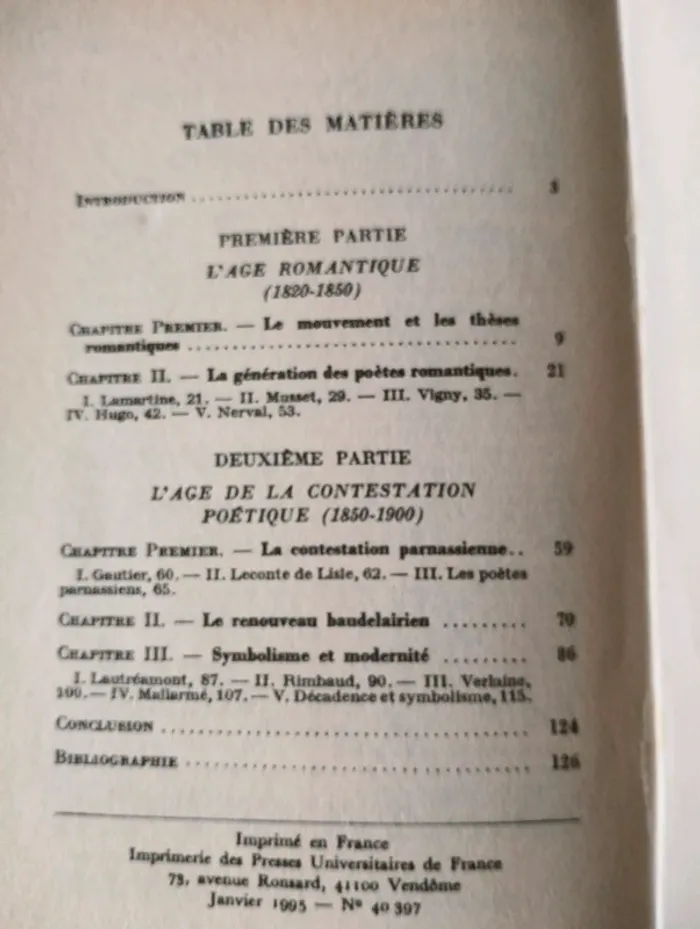 TABLE DES MATIÈRES
INTRODUCTION ........................................ 3
PREMIÈRE PARTIE
L'AGE ROMANTIQUE
(1820-1850)
CHAPITRE PREMIER. — Le mouvement et les thèses
romantiques ........................................ 9
CHAPITRE II. — La génération des poètes romantiques. 21
I. Lamartine, 21. — II. Musset, 29. — III. Vigny, 35. —
IV. Hugo, 42. — V. Nerval, 53.
DEUXIÈME PARTIE
L'AGE DE LA CONTESTATION
POÉTIQUE (1850-1900)
CHAPITRE PREMIER. — La contestation parnassienne.. 59
I. Gautier, 60. — II. Leconte de Lisle, 62. — III. Les poètes
parnassiens, 65.
CHAPITRE II. — Le renouveau baudelairien ......... 70
CHAPITRE III. — Symbolisme et modernité ......... 86
I. Lautréamont, 87. — II. Rimbaud, 90. — III. Verlaine,
100. — IV. Mallarmé, 107. — V. Décadence et symbolisme, 115.
CONCLUSION ........................................ 124
BIBLIOGRAPHIE ..................................... 126
Imprimé en France
Imprimerie des Presses Universitaires de France
73, avenue Ronsard, 41100 Vendôme
Janvier 1995 — Nº 40 397